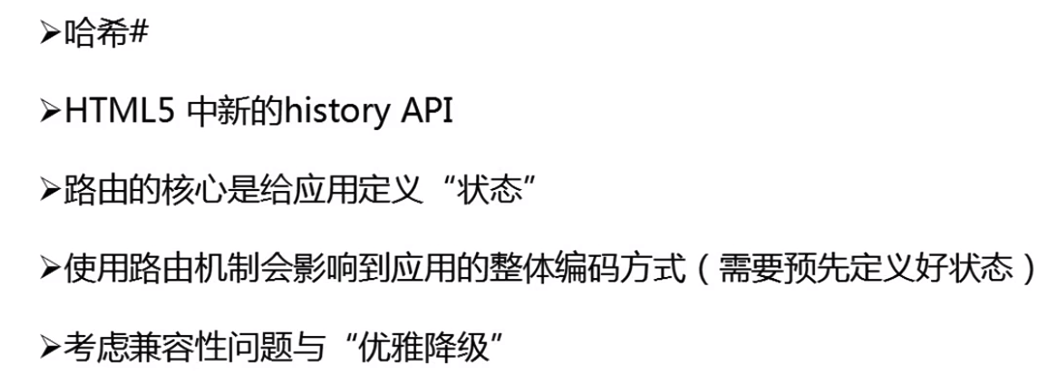 ➢哈希#
➢HTML5 中新的history API
➢路由的核心是给应用定义“状态”
➢使用路由机制会影响到应用的整体编码方式（需要预先定义好状态）
➢考虑兼容性问题与“优雅降级”